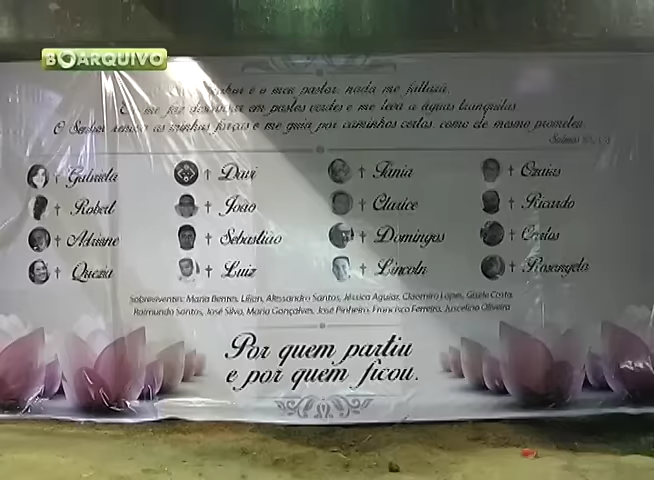 BOARQUIVO
O Senhor é o meu pastor, nada me faltará.
E me faz descansar em pastos verdes e me leva a águas tranquilas
O Senhor renova as minhas forças e me guia por caminhos certos, como ele mesmo prometeu.
Salmos
† Gabriela † Davi † Tânia † Ozaias
† Robert † João † Clarice † Ricardo
† Adriane † Sebastião † Domingos † Carlos
† Quezia † Luiz † Lincoln † Rosangela
Sobreviventes: Maria Bentes, Lilian, Alessandro Santos, Jéssica Aguiar, Claomiro Lopes, Gisele Costa,
Raimundo Santos, José Silva, Maria Gonçalves, José Pinheiro, Francisco Ferreira, Juscelino Oliveira
Por quem partiu
e por quem ficou.